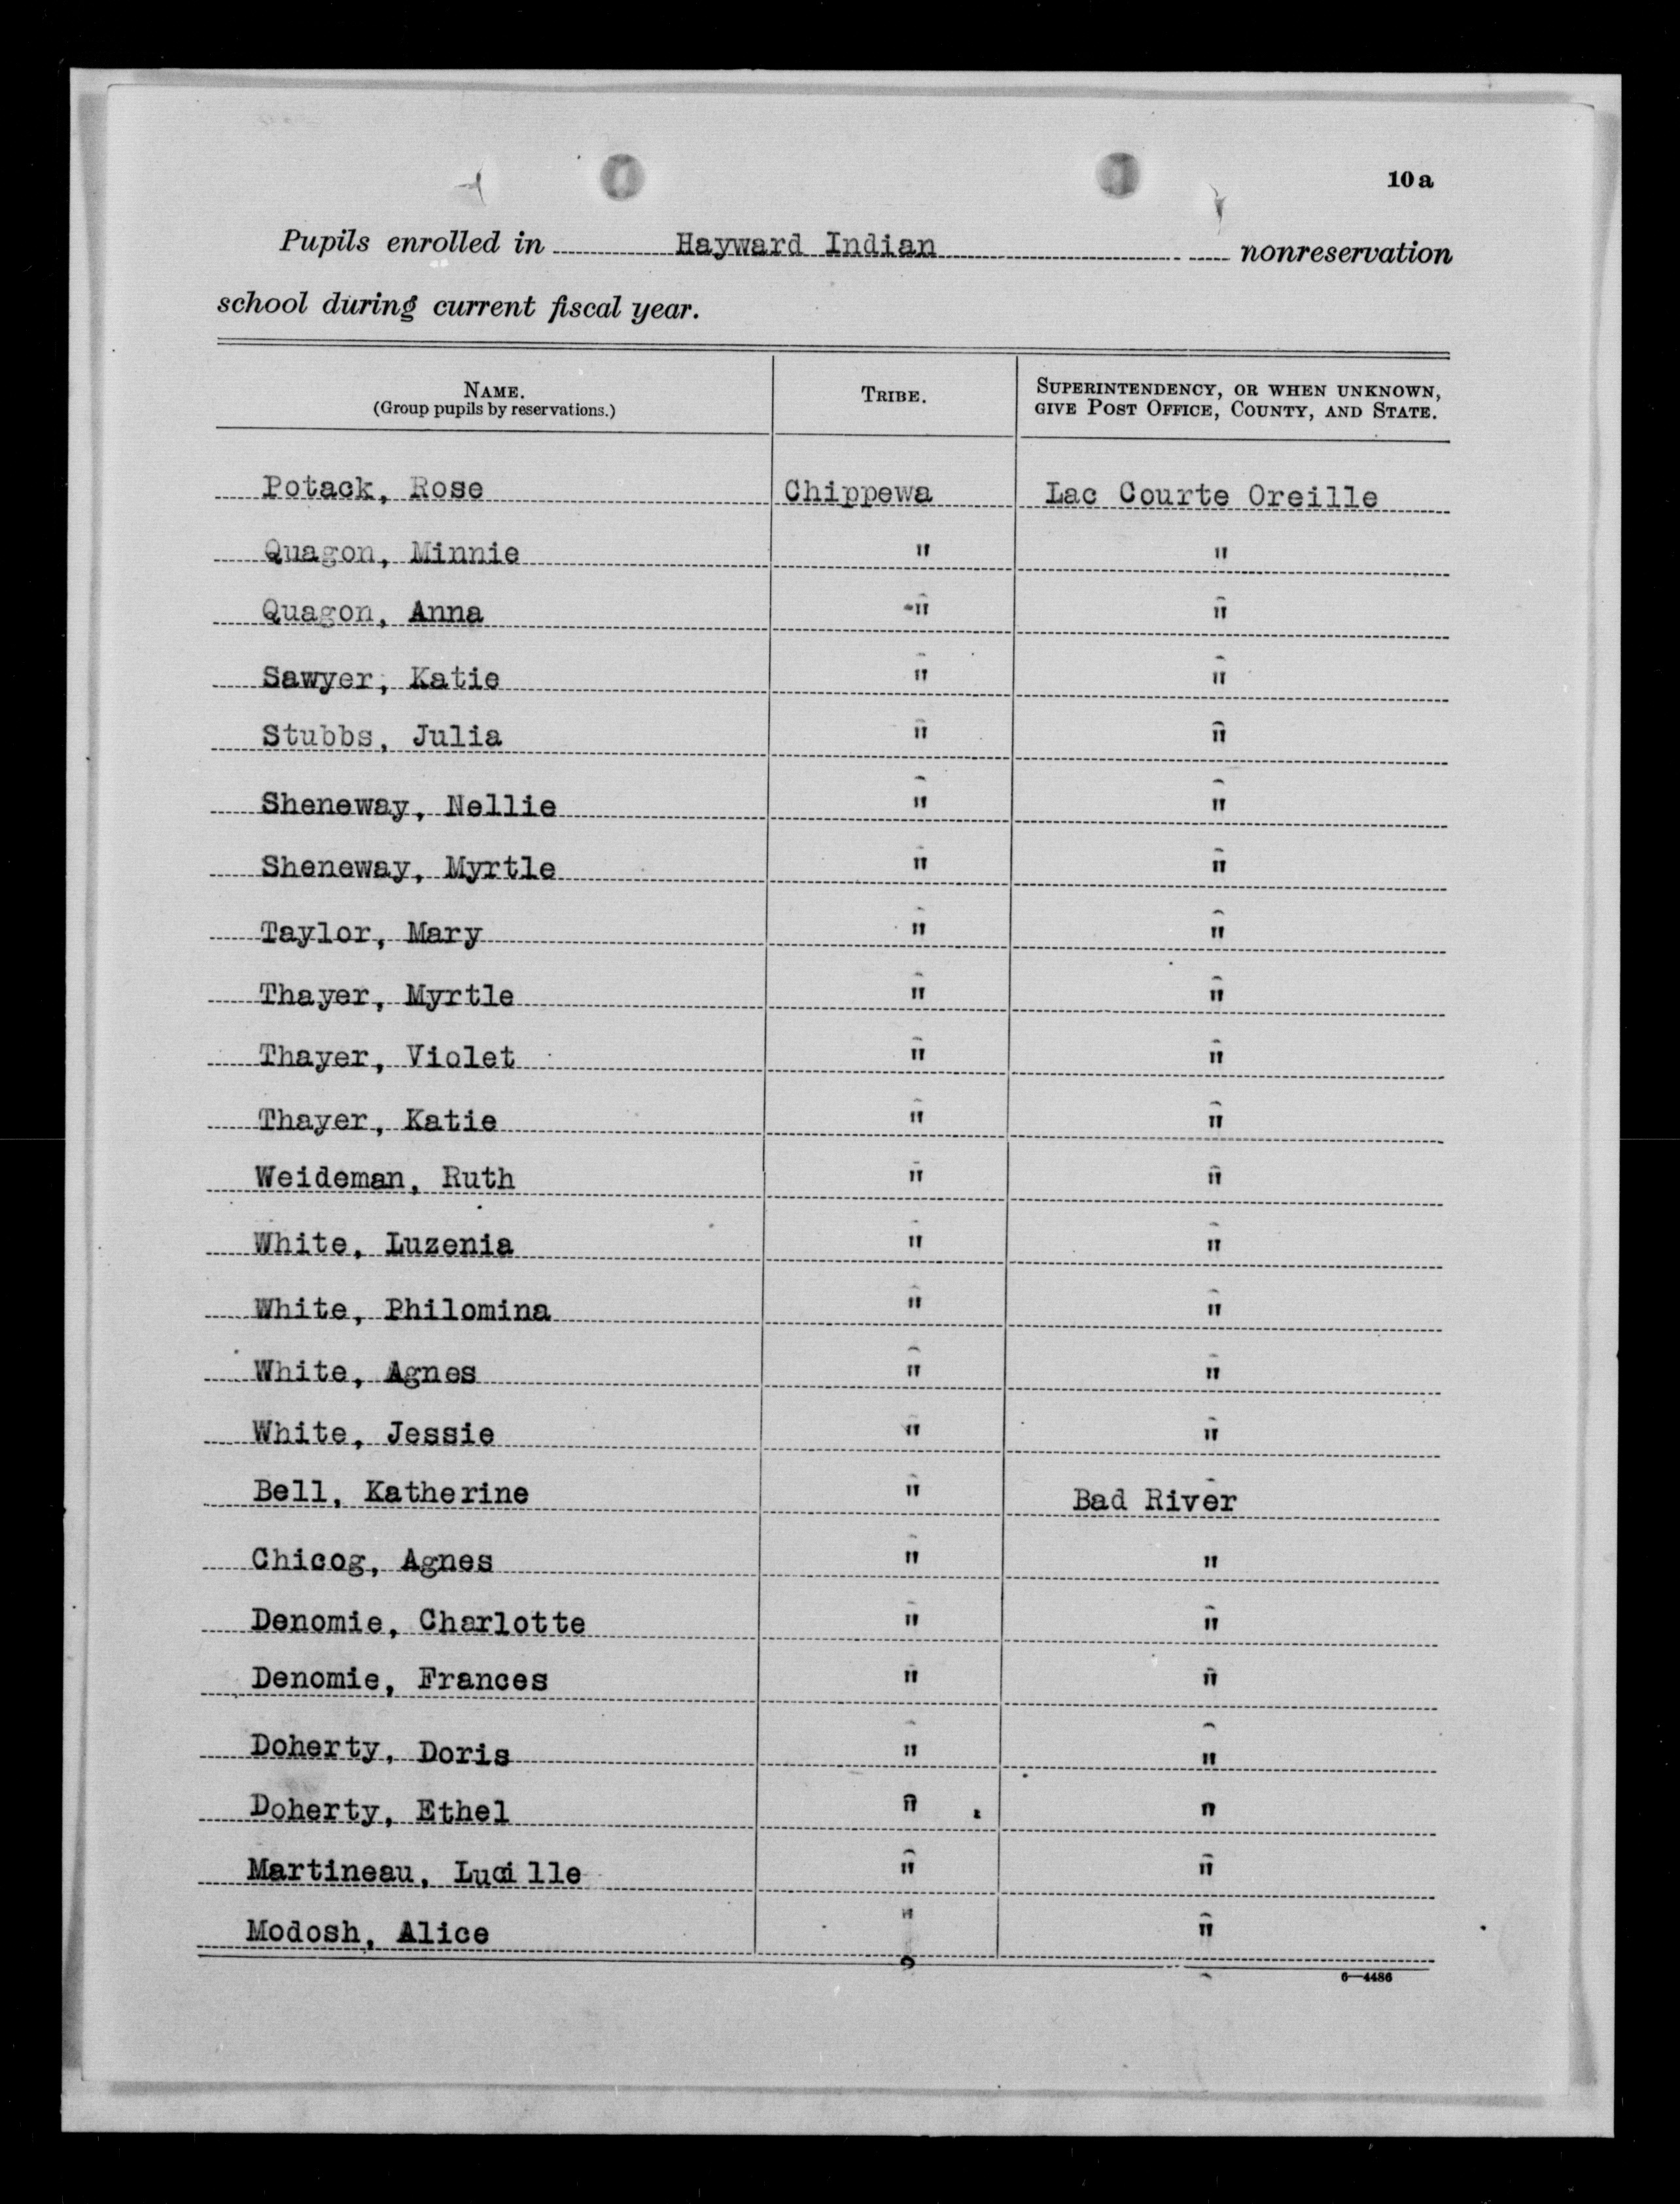 10a
Pupils enrolled in Hayward Indian nonreservation
school during current fiscal year.
NAME.
(Group pupils by reservations.)
TRIBE.
SUPERINTENDENCY, OR WHEN UNKNOWN,
GIVE POST OFFICE, COUNTY, AND STATE.
Potack, Rose Chippewa Lac Courte Oreille
Quagon, Minnie " "
Quagon, Anna " "
Sawyer, Katie " "
Stubbs, Julia " "
Sheneway, Nellie " "
Sheneway, Myrtle " "
Taylor, Mary " "
Thayer, Myrtle " "
Thayer, Violet " "
Thayer, Katie " "
Weideman, Ruth " "
White, Luzenia " "
White, Philomina " "
White, Agnes " "
White, Jessie " "
Bell, Katherine " Bad River
Chicog, Agnes " "
Denomie, Charlotte " "
Denomie, Frances " "
Doherty, Doris " "
Doherty, Ethel " "
Martineau, Lucille " "
Modosh, Alice " "
6—4486